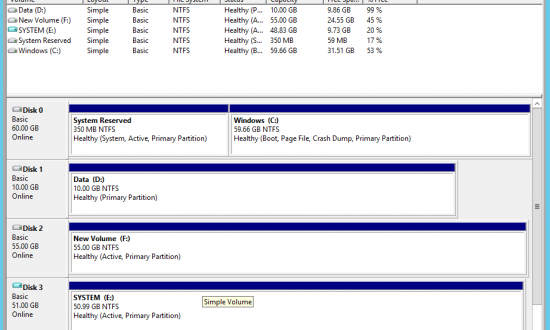 Volume Layout Type File System Status Capacity Free Spa... % Free
Data (D:) Simple Basic NTFS Healthy (P... 10.00 GB 9.86 GB 99 %
New Volume (F:) Simple Basic NTFS Healthy (A... 55.00 GB 24.55 GB 45 %
SYSTEM (E:) Simple Basic NTFS Healthy (A... 48.83 GB 9.73 GB 20 %
System Reserved Simple Basic NTFS Healthy (S... 350 MB 59 MB 17 %
Windows (C:) Simple Basic NTFS Healthy (B... 59.66 GB 31.51 GB 53 %
Disk 0
Basic
60.00 GB
Online
System Reserved
350 MB NTFS
Healthy (System, Active, Primary Partition)
Windows (C:)
59.66 GB NTFS
Healthy (Boot, Page File, Crash Dump, Primary Partition)
Disk 1
Basic
10.00 GB
Online
Data (D:)
10.00 GB NTFS
Healthy (Primary Partition)
Disk 2
Basic
55.00 GB
Online
New Volume (F:)
55.00 GB NTFS
Healthy (Active, Primary Partition)
Disk 3
Basic
51.00 GB
Online
SYSTEM (E:)
50.99 GB NTFS
Healthy (Active, Primary Partition)
Simple Volume